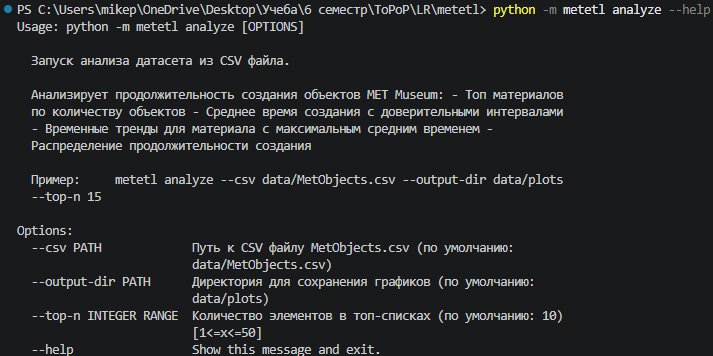 PS C:\Users\mikep\OneDrive\Desktop\Учеба\6 семестр\ToPoP\LR\metetl> python -m metetl analyze --help
Usage: python -m metetl analyze [OPTIONS]
Запуск анализа датасета из CSV файла.
Анализирует продолжительность создания объектов MET Museum: - Топ материалов
по количеству объектов - Среднее время создания с доверительными интервалами
- Временные тренды для материала с максимальным средним временем -
Распределение продолжительности создания
Пример:     metetl analyze --csv data/MetObjects.csv --output-dir data/plots
--top-n 15
Options:
--csv PATH               Путь к CSV файлу MetObjects.csv (по умолчанию:
data/MetObjects.csv)
--output-dir PATH        Директория для сохранения графиков (по умолчанию:
data/plots)
--top-n INTEGER RANGE  Количество элементов в топ-списках (по умолчанию: 10)
[1<=x<=50]
--help                   Show this message and exit.